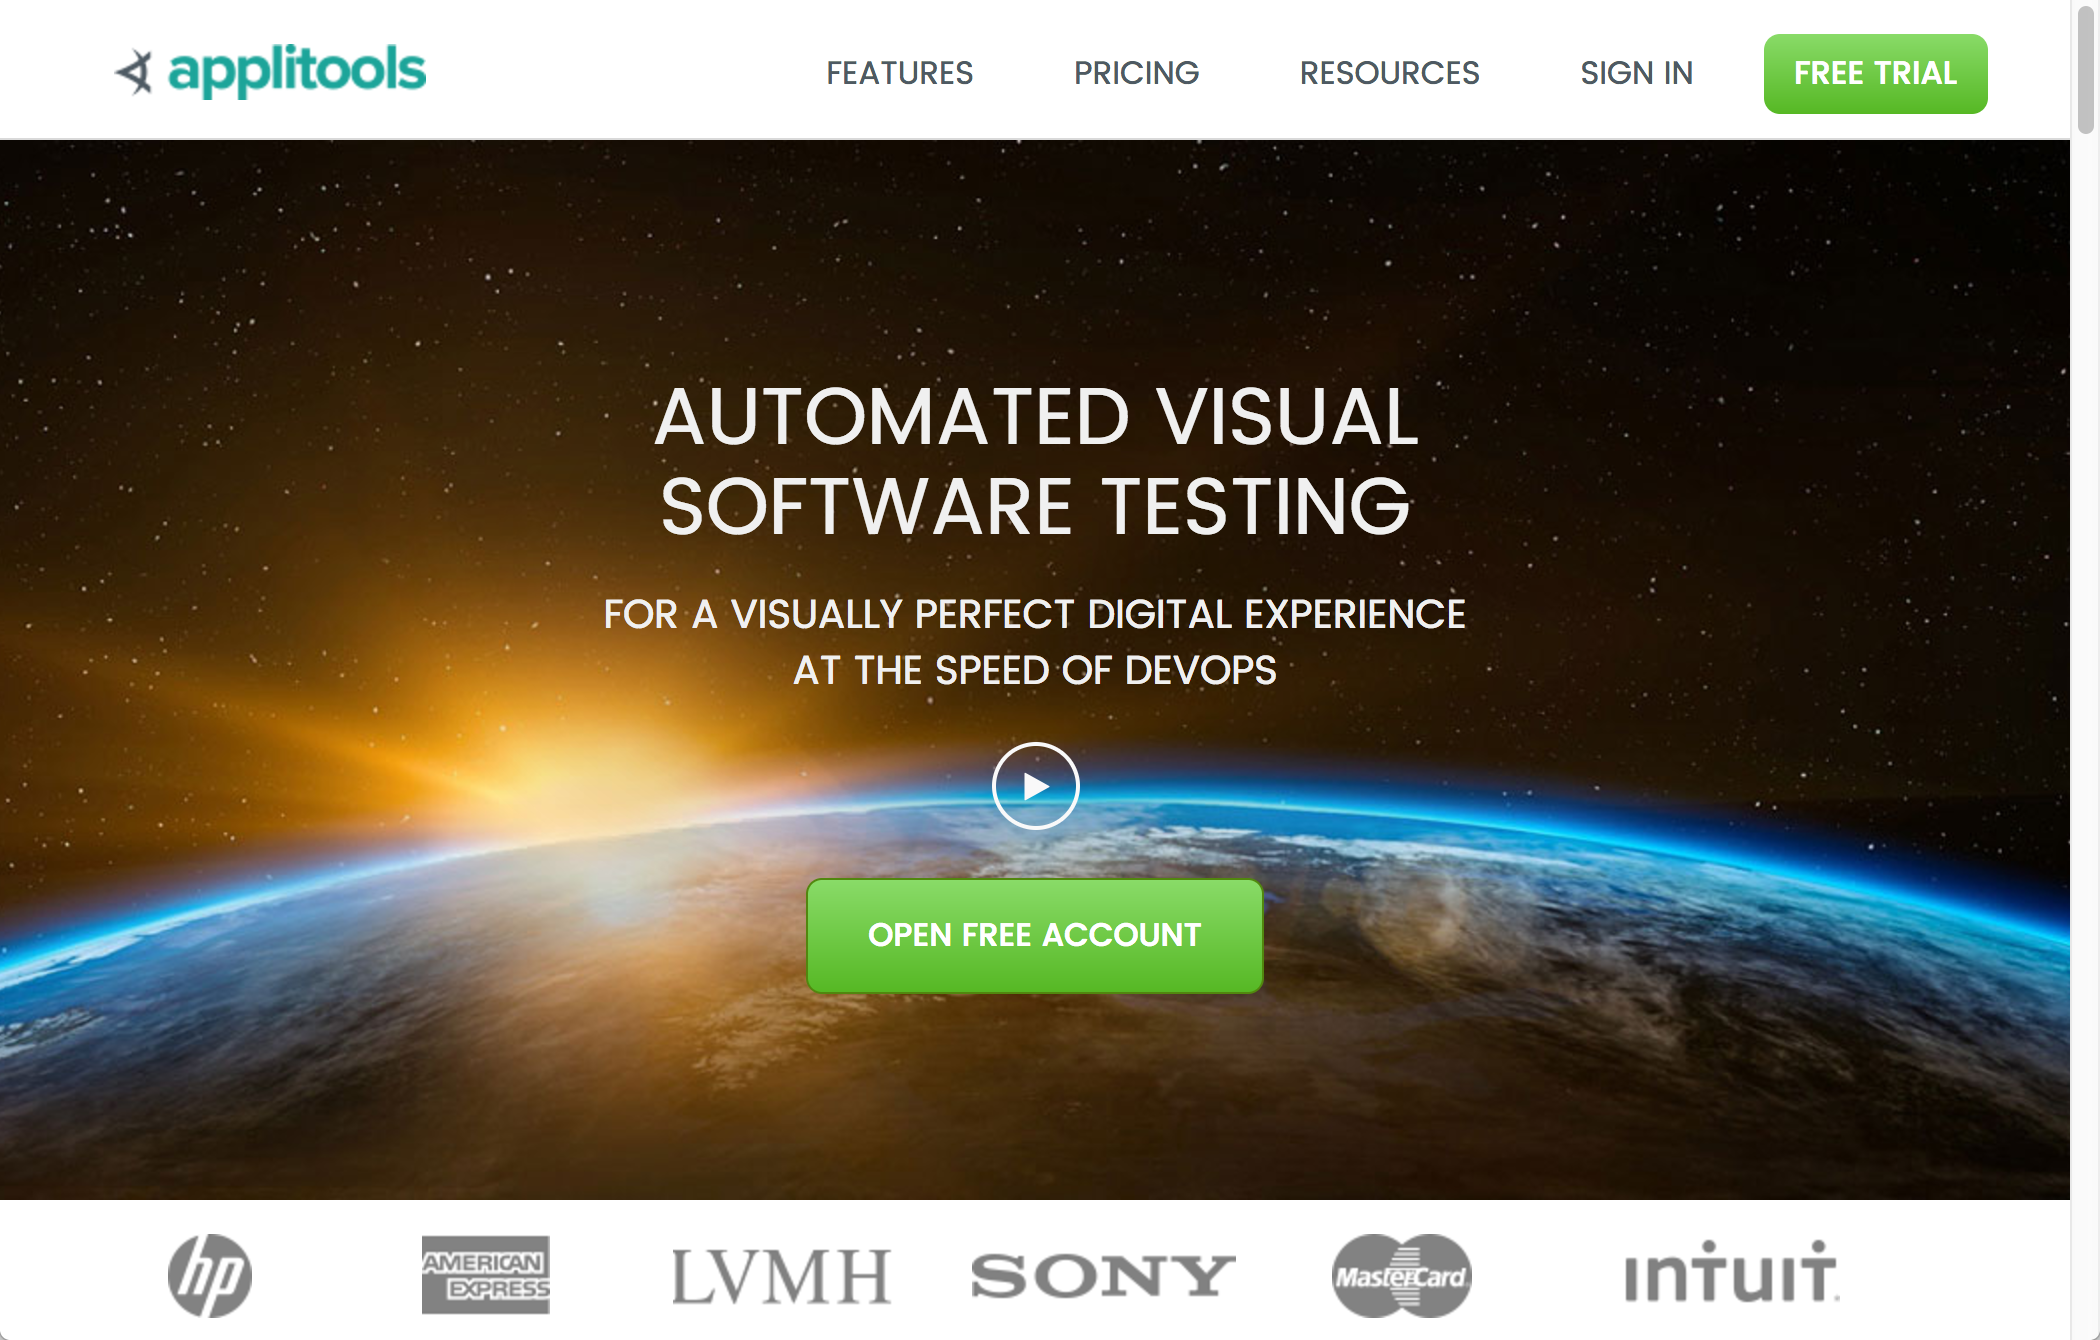 applitools
FEATURES
PRICING
RESOURCES
SIGN IN
FREE TRIAL
AUTOMATED VISUAL
SOFTWARE TESTING
FOR A VISUALLY PERFECT DIGITAL EXPERIENCE
AT THE SPEED OF DEVOPS
OPEN FREE ACCOUNT
hp
AMERICAN
EXPRESS
LVMH
SONY
MasterCard
intuit